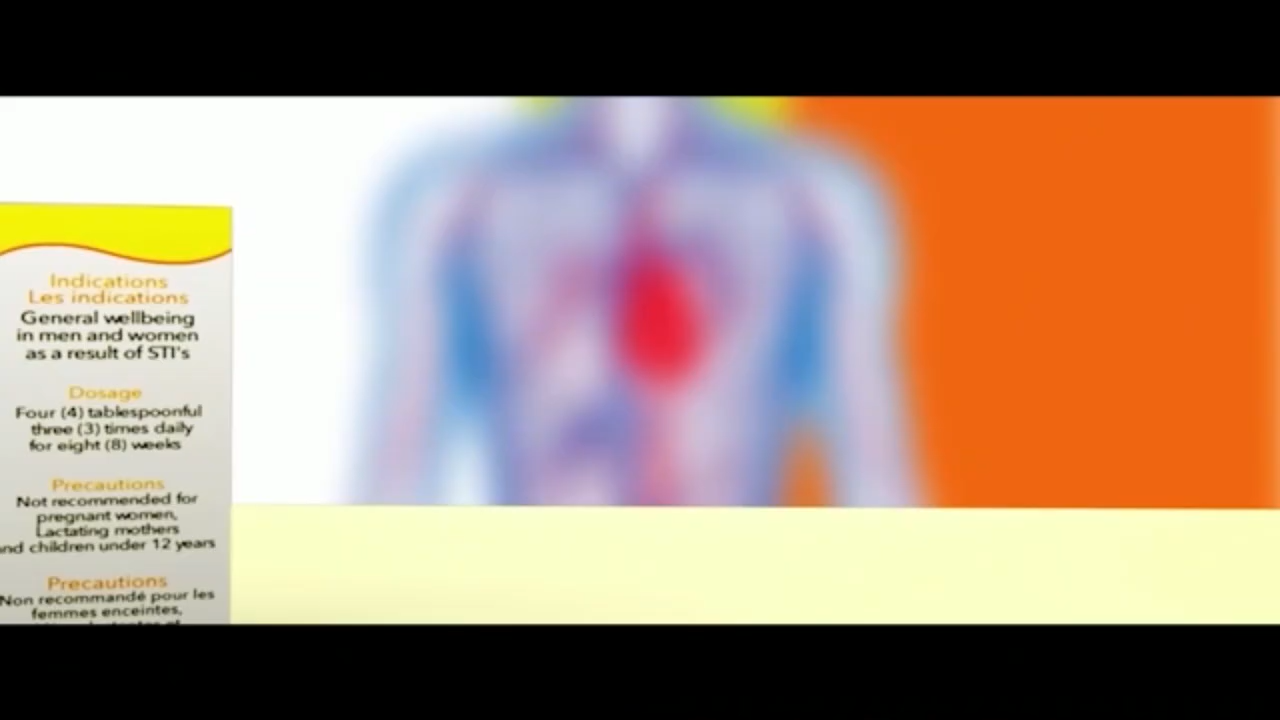 Indications
Les indications
General wellbeing
in men and women
as a result of STI's
Dosage
Four (4) tablespoonful
three (3) times daily
for eight (8) weeks
Precautions
Not recommended for
pregnant women,
Lactating mothers
nd children under 12 years
Precautions
Non recommandé pour les
femmes enceintes,